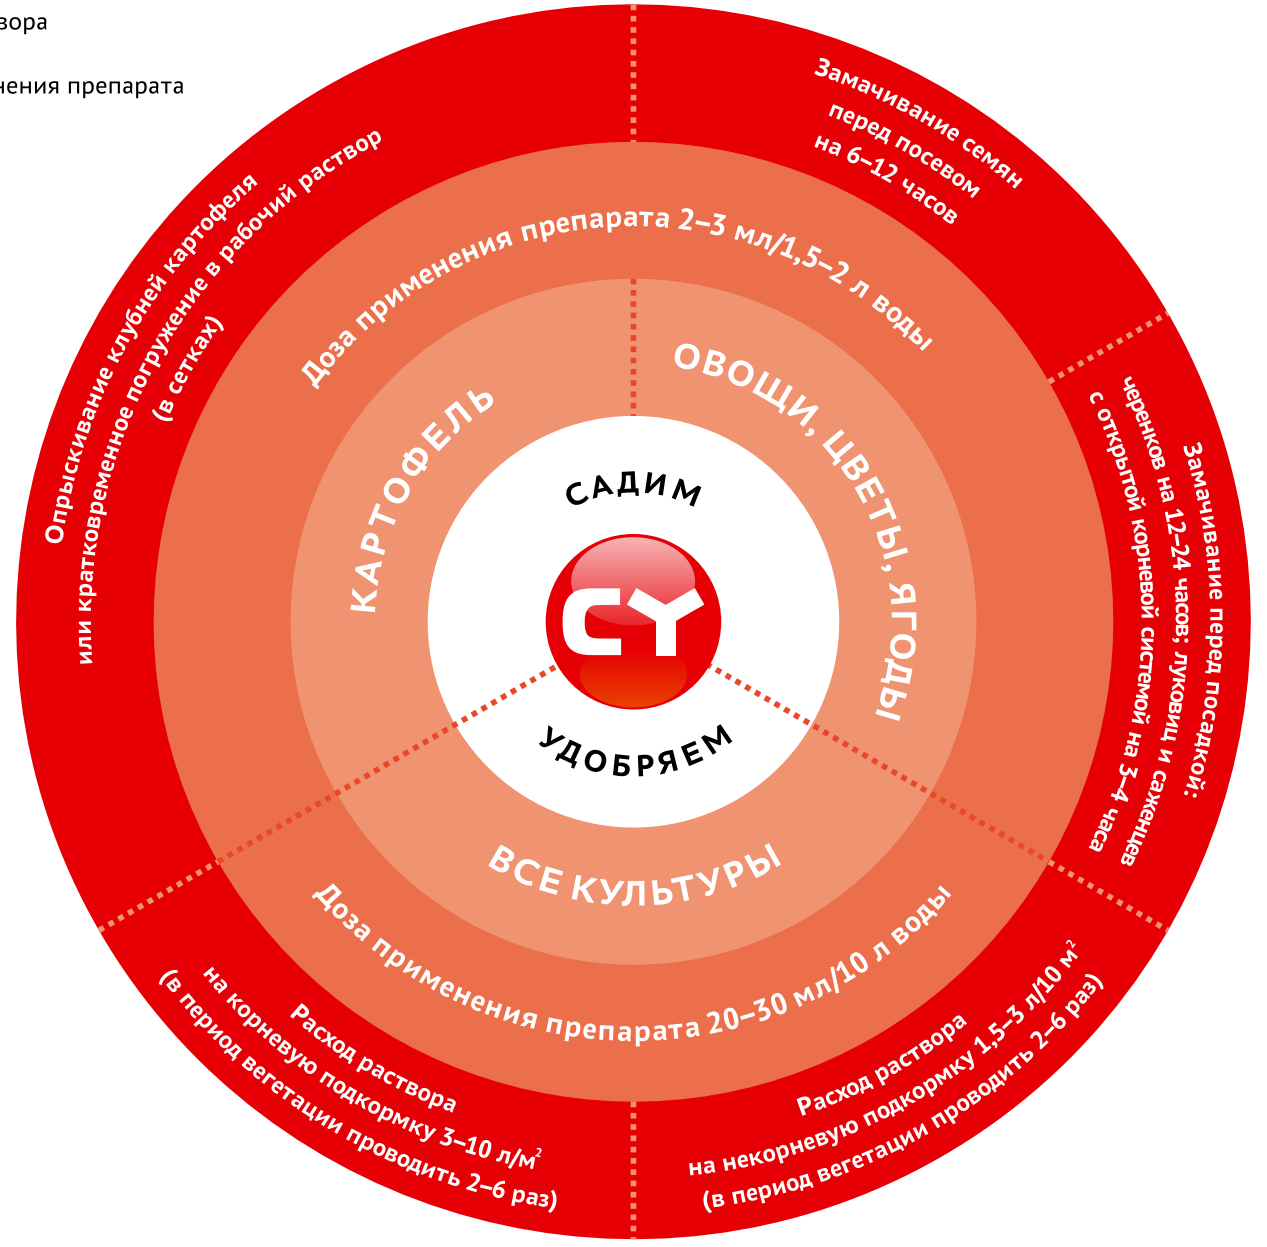 вора
нения препарата
Опрыскивание клубней картофеля
или кратковременное погружение в рабочий раствор
(в сетках)
Замачивание семян
перед посевом
на 6–12 часов
Доза применения препарата 2–3 мл/1,5–2 л воды
КАРТОФЕЛЬ
ОВОЩИ, ЦВЕТЫ, ЯГОДЫ
Замачивание перед посадкой:
черенков на 12–24 часов; луковиц и саженцев
с открытой корневой системой на 3–4 часа
САДИМ
СУ
УДОБРЯЕМ
ВСЕ КУЛЬТУРЫ
Доза применения препарата 20–30 мл/10 л воды
Расход раствора
на корневую подкормку 3–10 л/м²
(в период вегетации проводить 2–6 раз)
Расход раствора
на некорневую подкормку 1,5–3 л/10 м²
(в период вегетации проводить 2–6 раз)